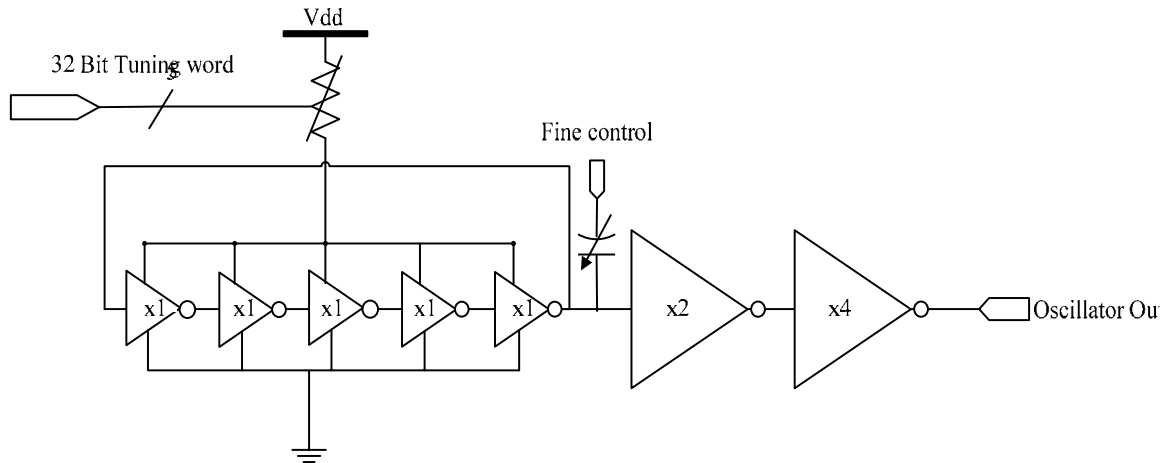 Vdd
32 Bit Tuning word
Fine control
x1
x1
x1
x1
x1
x2
x4
Oscillator Ou